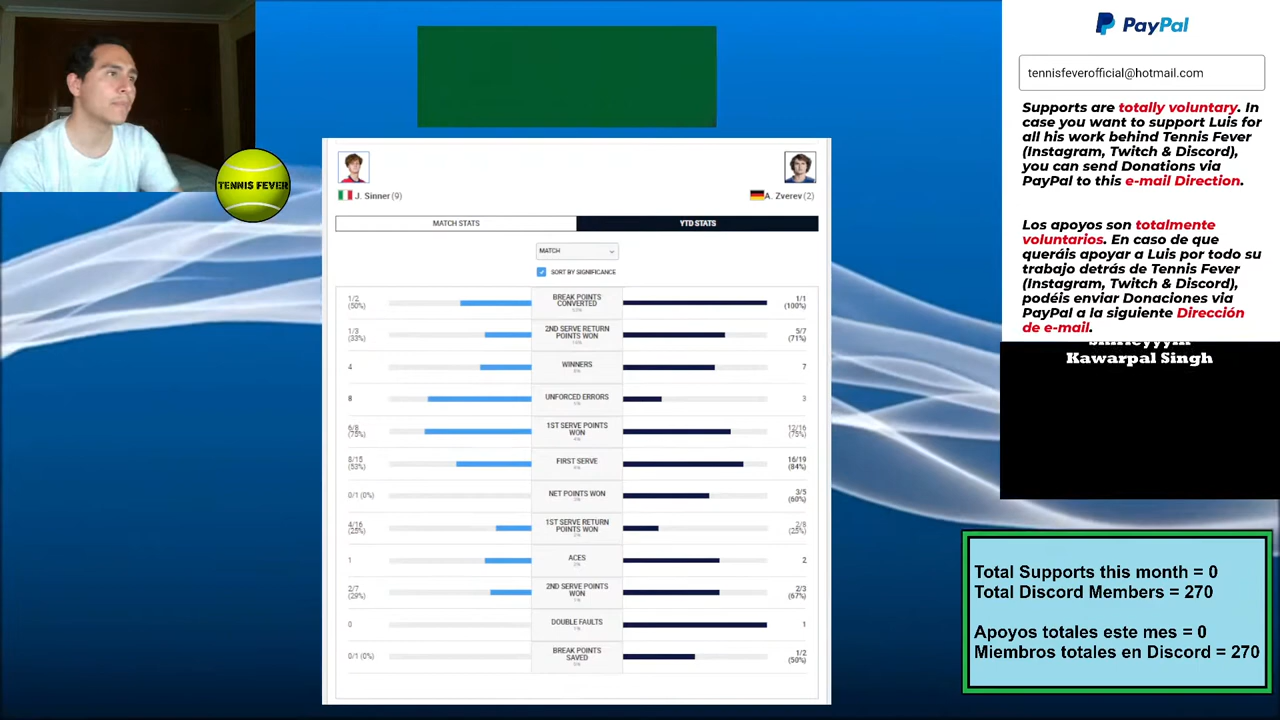 PayPal
tennisfeverofficial@hotmail.com
Supports are totally voluntary. In
case you want to support Luis for
all his work behind Tennis Fever
(Instagram, Twitch & Discord),
you can send Donations via
PayPal to this e-mail Direction.
Los apoyos son totalmente
voluntarios. En caso de que
queráis apoyar a Luis por todo su
trabajo detrás de Tennis Fever
(Instagram, Twitch & Discord),
podéis enviar Donaciones vía
PayPal a la siguiente Dirección
de e-mail.
Kawarpal Singh
TENNIS FEVER
J. Sinner (9)
A. Zverev (2)
MATCH STATS
YTD STATS
MATCH
SORT BY SIGNIFICANCE
1/2
(50%)
BREAK POINTS
CONVERTED
1/1
(100%)
1/3
(33%)
2ND SERVE RETURN
POINTS WON
5/7
(71%)
4
WINNERS
7
8
UNFORCED ERRORS
3
6/8
(75%)
1ST SERVE POINTS
WON
12/16
(75%)
8/15
(53%)
FIRST SERVE
16/19
(84%)
0/1 (0%)
NET POINTS WON
3/5
(60%)
4/16
(25%)
1ST SERVE RETURN
POINTS WON
2/8
(25%)
1
ACES
2
2/7
(29%)
2ND SERVE POINTS
WON
2/3
(67%)
0
DOUBLE FAULTS
1
0/1 (0%)
BREAK POINTS
SAVED
1/2
(50%)
Total Supports this month = 0
Total Discord Members = 270
Apoyos totales este mes = 0
Miembros totales en Discord = 270